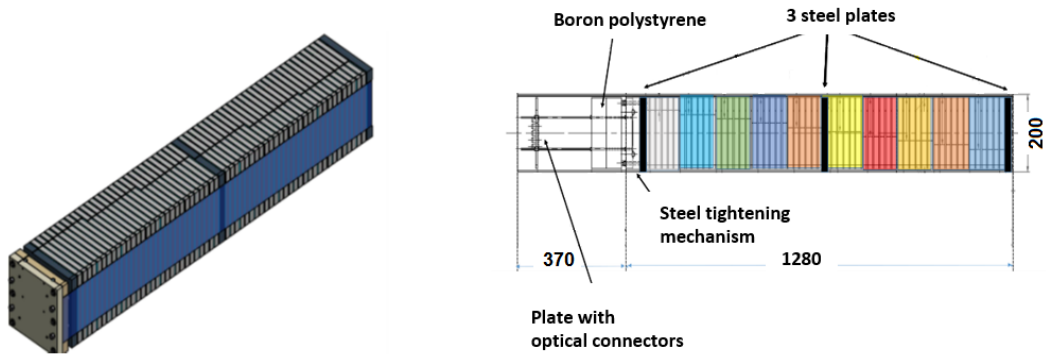 Boron polystyrene
3 steel plates
200
Steel tightening
mechanism
370
1280
Plate with
optical connectors